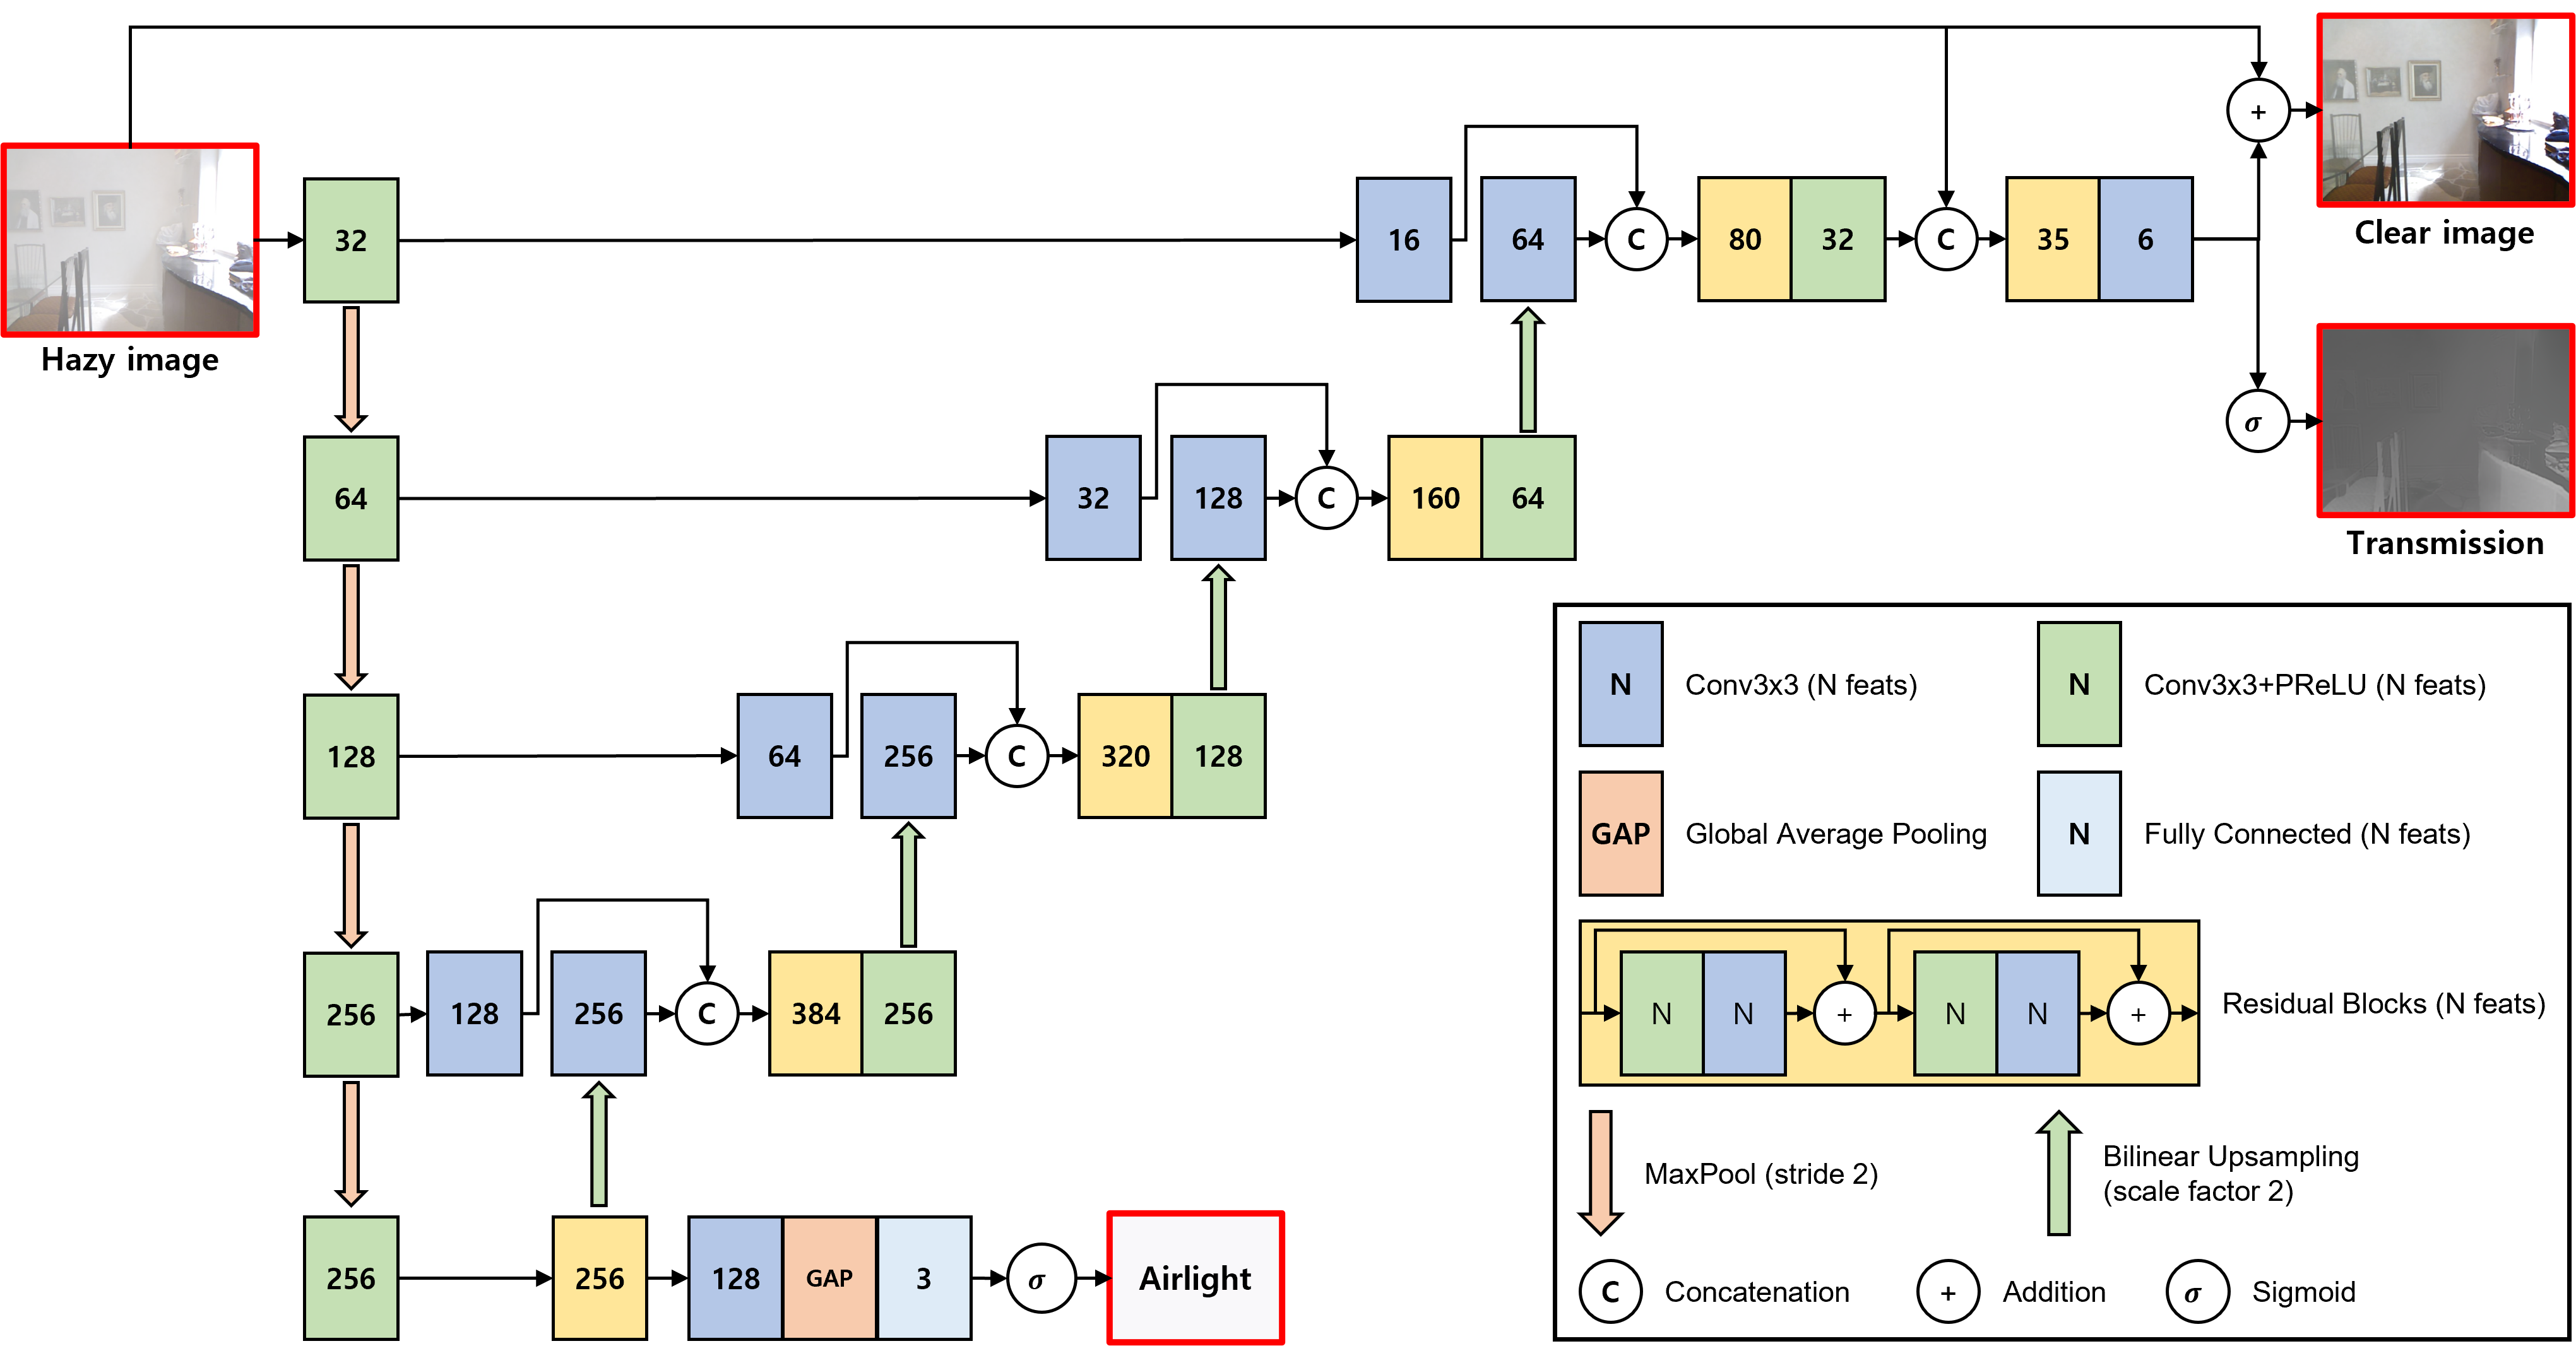 Hazy image
32
16
64
C
80
32
C
35
6
+
Clear image
σ
Transmission
64
32
128
C
160
64
128
64
256
C
320
128
256
128
256
C
384
256
256
256
128
GAP
3
σ
Airlight
N
Conv3x3 (N feats)
N
Conv3x3+PReLU (N feats)
GAP
Global Average Pooling
N
Fully Connected (N feats)
N
N
+
N
N
+
Residual Blocks (N feats)
MaxPool (stride 2)
Bilinear Upsampling
(scale factor 2)
C
Concatenation
+
Addition
σ
Sigmoid